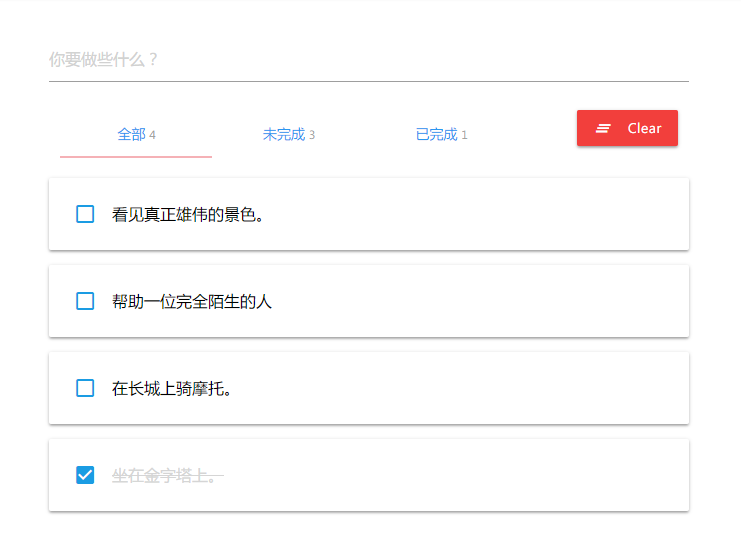 你要做些什么？
全部 4 未完成 3 已完成 1 Clear
看见真正雄伟的景色。
帮助一位完全陌生的人
在长城上骑摩托。
坐在金字塔上。